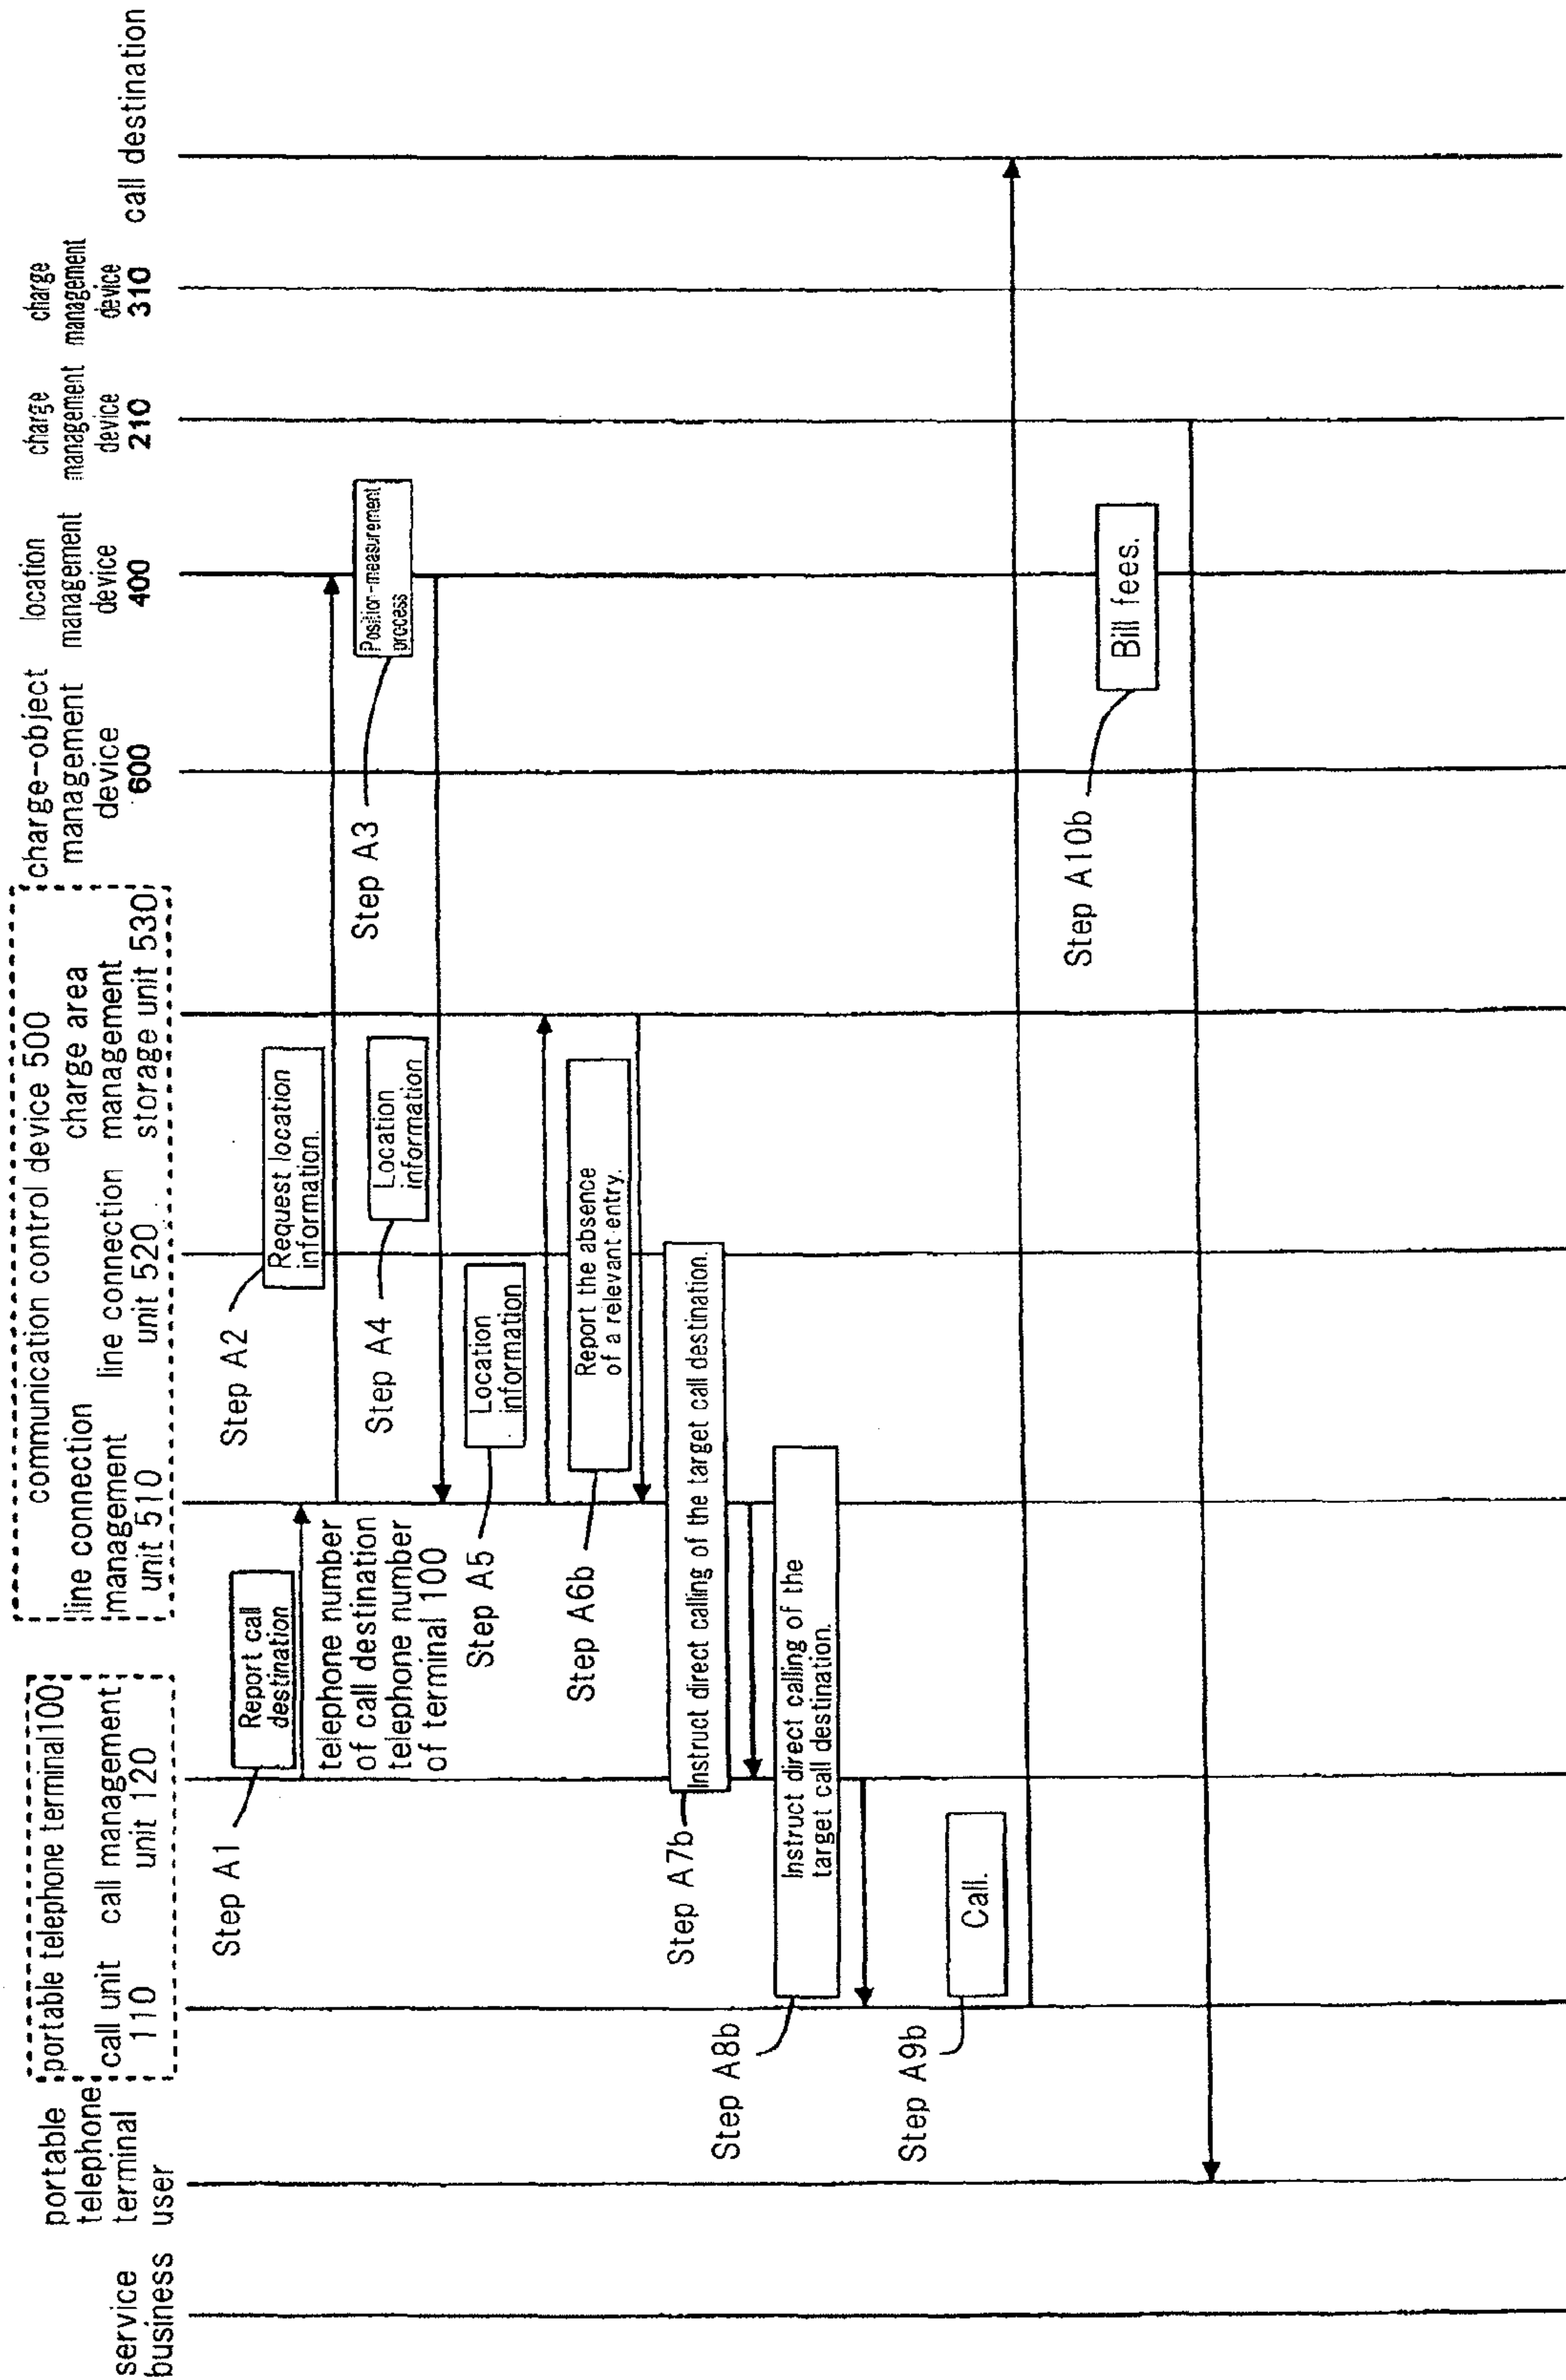 service
business
portable
telephone
terminal
user
portable telephone terminal100
call unit
110
call management
unit 120
communication control device 500
line connection
management
unit 510
line connection
unit 520
charge area
management
storage unit 530
charge-object
management
device
600
location
management
device
400
charge
management
device
210
charge
management
device
310
call destination
Step A1
Report call
destination
telephone number
of call destination
telephone number
of terminal 100
Step A2
Request location
information.
Step A3
Position-measurement
process
Step A4
Location
information
Step A5
Location
information
Step A6b
Report the absence
of a relevant entry.
Step A7b
Instruct direct calling of the target call destination.
Step A8b
Instruct direct calling of the
target call destination.
Step A9b
Call.
Step A10b
Bill fees.